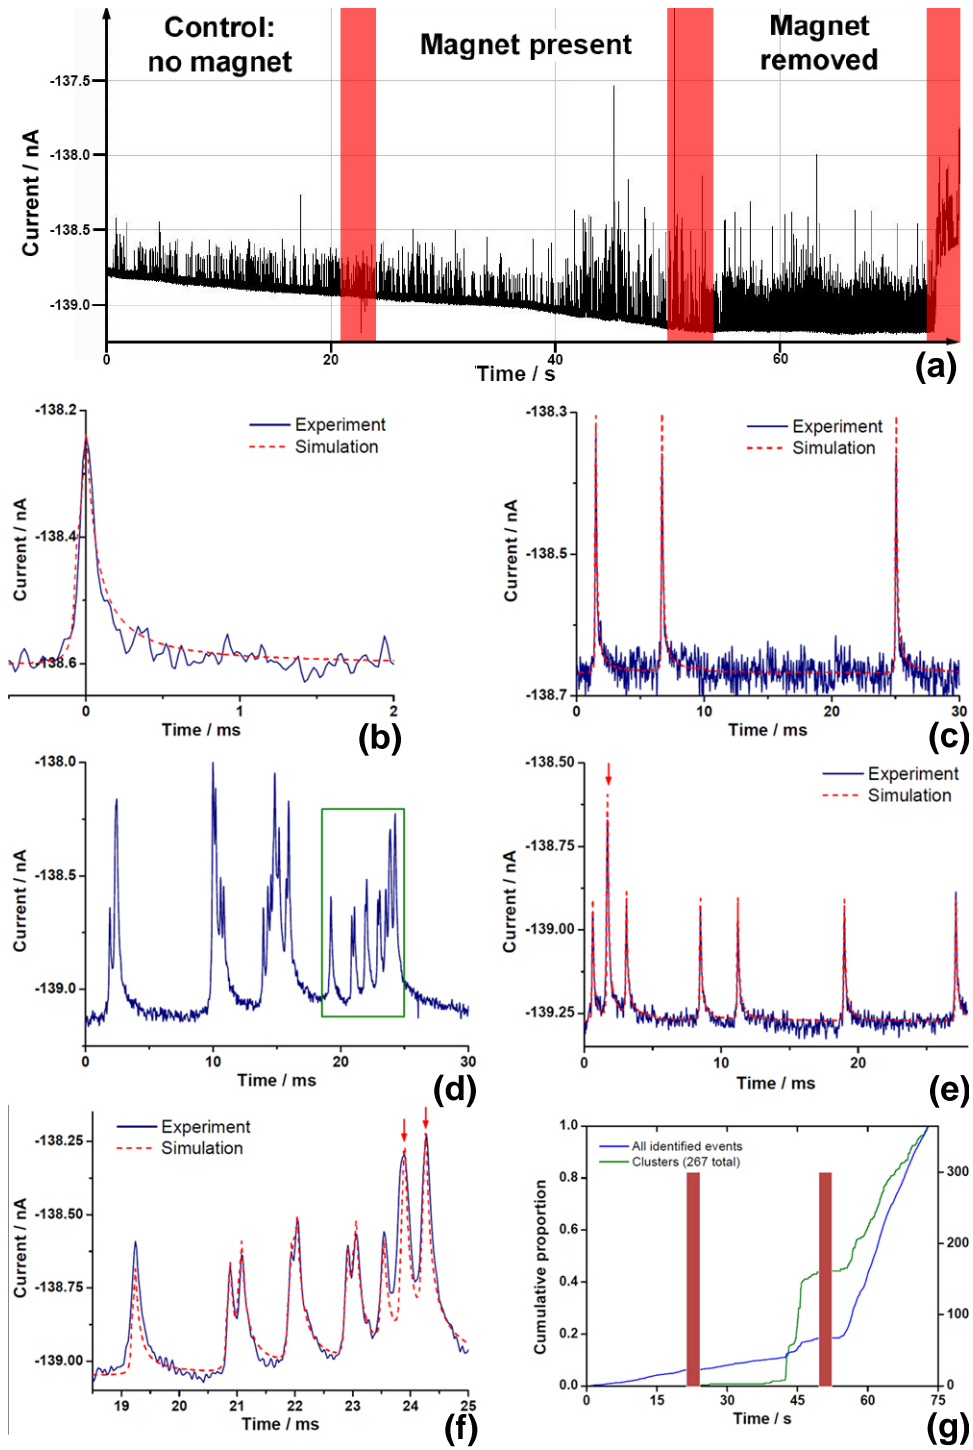 Control:
no magnet
Magnet present
Magnet
removed
Current / nA
-137.5
-138.0
-138.5
-139.0
0
20
40
60
Time / s
(a)
-138.2
-138.4
-138.6
Current / nA
Experiment
Simulation
0
1
2
Time / ms
(b)
-138.3
-138.5
-138.7
Current / nA
Experiment
Simulation
0
10
20
30
Time / ms
(c)
-138.0
-138.5
-139.0
Current / nA
0
10
20
30
Time / ms
(d)
-138.50
-138.75
-139.00
-139.25
Current / nA
Experiment
Simulation
0
10
20
Time / ms
(e)
-138.25
-138.50
-138.75
-139.00
Current / nA
Experiment
Simulation
19
20
21
22
23
24
25
Time / ms
(f)
1.0
0.8
0.6
0.4
0.2
0.0
Cumulative proportion
All identified events
Clusters (267 total)
300
200
100
0
0
15
30
45
60
75
Time / s
(g)